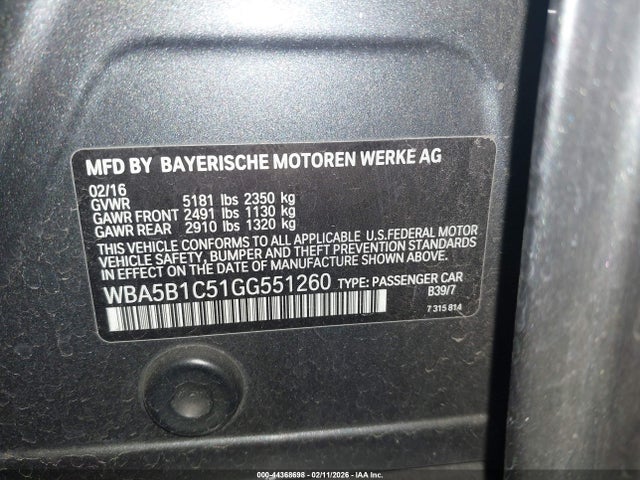 MFD BY BAYERISCHE MOTOREN WERKE AG
02/16
GVWR 5181 lbs 2350 kg
GAWR FRONT 2491 lbs 1130 kg
GAWR REAR 2910 lbs 1320 kg
THIS VEHICLE CONFORMS TO ALL APPLICABLE U.S.FEDERAL MOTOR
VEHICLE SAFETY, BUMPER AND THEFT PREVENTION STANDARDS
IN EFFECT ON THE DATE OF MANUFACTURE SHOWN ABOVE.
WBA5B1C51GG551260 TYPE: PASSENGER CAR
B39/7
7 315 814
000-44368698 - 02/11/2026 - IAA Inc.